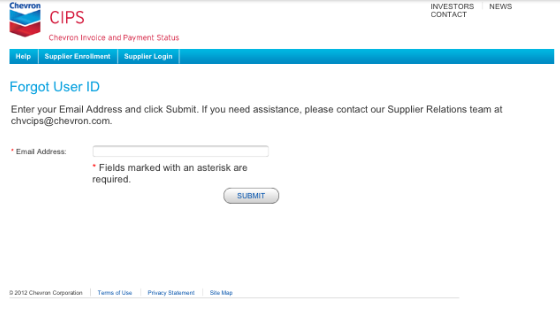 Chevron
CIPS
Chevron Invoice and Payment Status
INVESTORS NEWS
CONTACT
Help Supplier Enrollment Supplier Login
Forgot User ID
Enter your Email Address and click Submit. If you need assistance, please contact our Supplier Relations team at
chvcips@chevron.com.
* Email Address:
* Fields marked with an asterisk are
required.
SUBMIT
© 2012 Chevron Corporation Terms of Use Privacy Statement Site Map